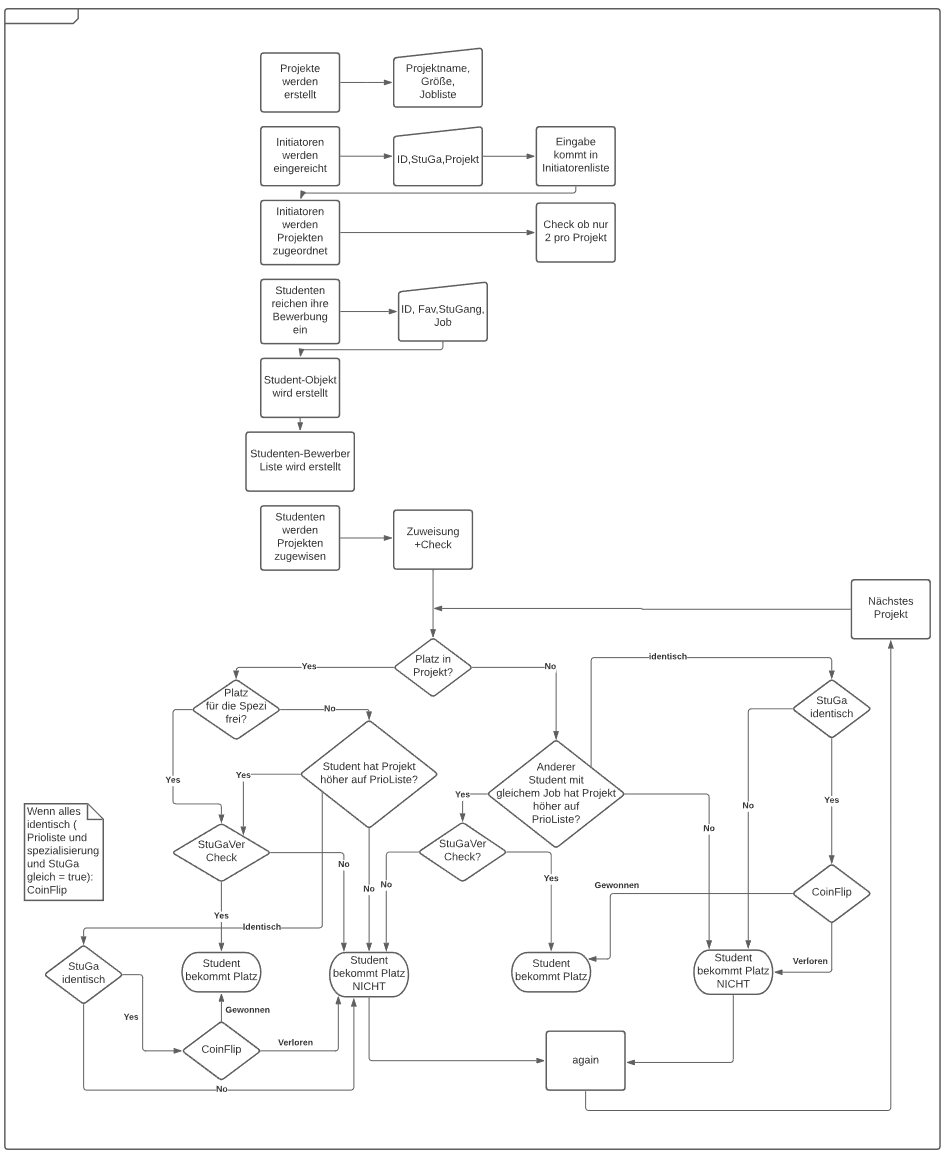 Projekte
werden
erstellt
Projektname,
Größe,
Jobliste
Initiatoren
werden
eingereicht
ID,StuGa,Projekt
Eingabe
kommt in
Initiatorenliste
Initiatoren
werden
Projekten
zugeordnet
Check ob nur
2 pro Projekt
Studenten
reichen ihre
Bewerbung
ein
ID, Fav,StuGang,
Job
Student-Objekt
wird erstellt
Studenten-Bewerber
Liste wird erstellt
Studenten
werden
Projekten
zugewisen
Zuweisung
+Check
Nächstes
Projekt
Platz in
Projekt?
Yes
No
identisch
Platz
für die Spezi
frei?
No
StuGa
identisch
Student hat Projekt
höher auf PrioListe?
Anderer
Student mit
gleichem Job hat Projekt
höher auf
PrioListe?
Yes
Yes
Yes
No
No
Yes
Wenn alles
identisch (
Prioliste und
spezialisierung
und StuGa
gleich = true):
CoinFlip
StuGaVer
Check
StuGaVer
Check?
No
No
No
Yes
Gewonnen
CoinFlip
Yes
Identisch
StuGa
identisch
Student
bekommt Platz
Student
bekommt Platz
NICHT
Student
bekommt Platz
Student
bekommt Platz
NICHT
Verloren
Yes
Gewonnen
CoinFlip
Verloren
No
again